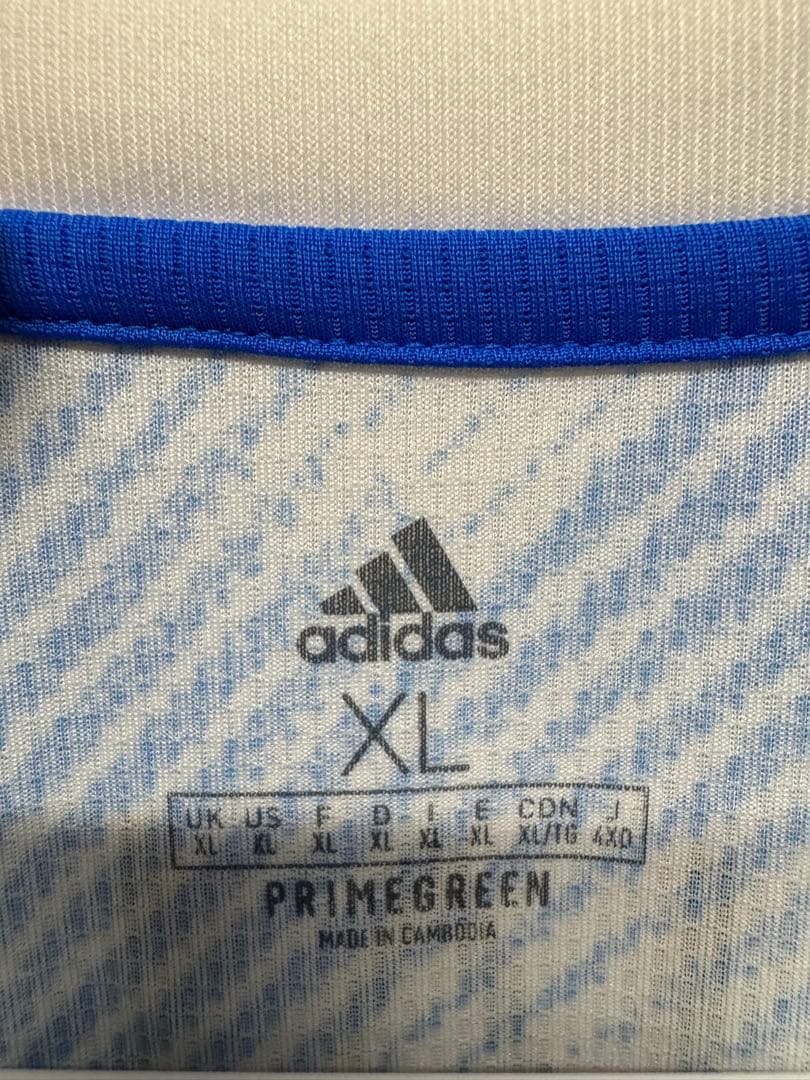 adidas
XL
UK US F D I E CDN J
XL XL XL XL XL XL XL/TG 4XO
PRIMEGREEN
MADE IN CAMBODIA